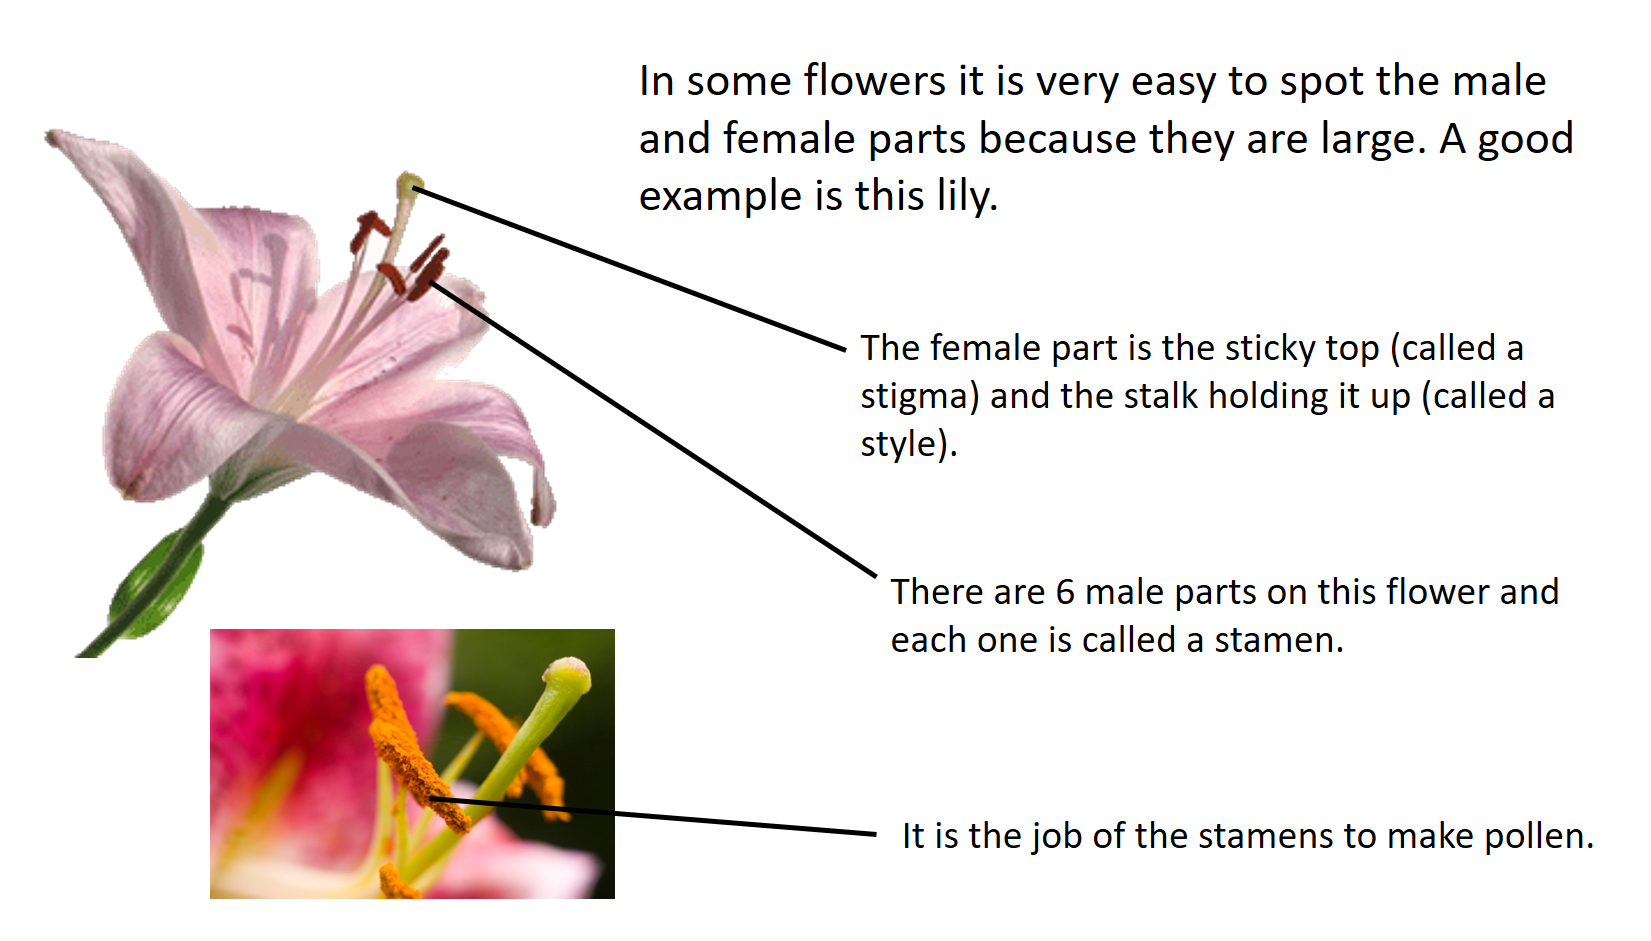 In some flowers it is very easy to spot the male
and female parts because they are large. A good
example is this lily.
The female part is the sticky top (called a
stigma) and the stalk holding it up (called a
style).
There are 6 male parts on this flower and
each one is called a stamen.
It is the job of the stamens to make pollen.